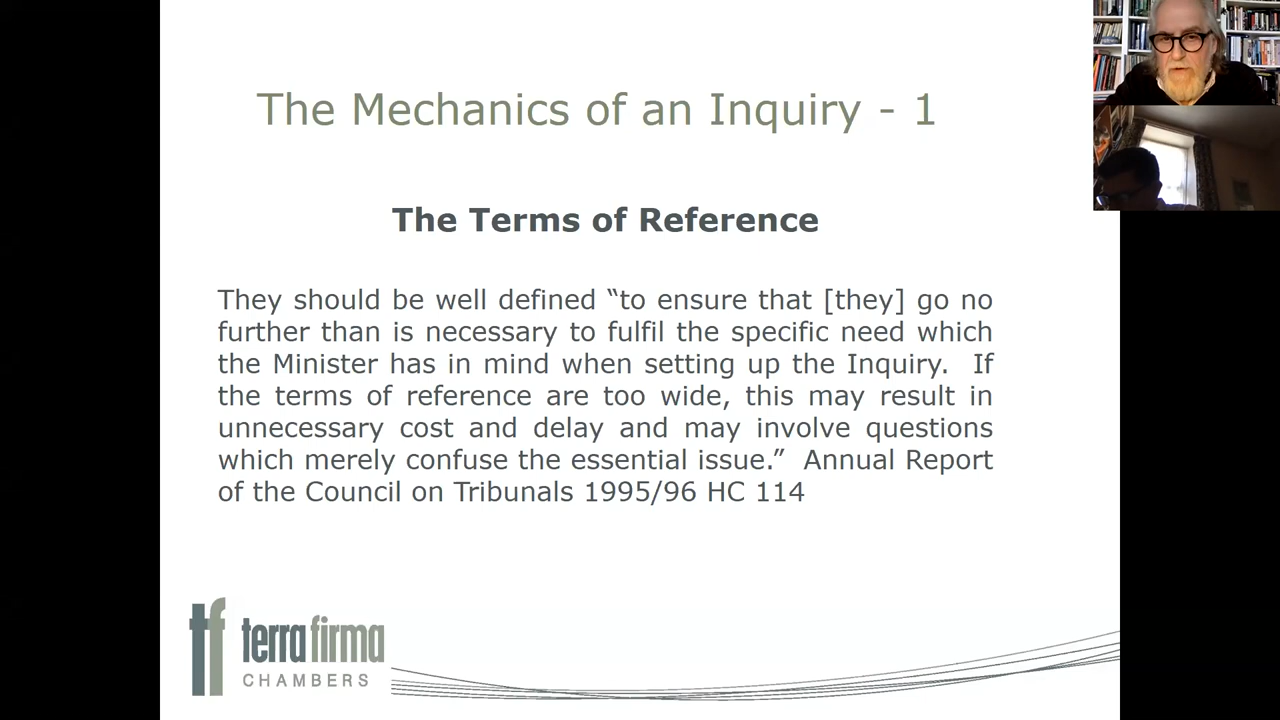 The Mechanics of an Inquiry - 1
The Terms of Reference
They should be well defined “to ensure that [they] go no
further than is necessary to fulfil the specific need which
the Minister has in mind when setting up the Inquiry.  If
the terms of reference are too wide, this may result in
unnecessary cost and delay and may involve questions
which merely confuse the essential issue.”  Annual Report
of the Council on Tribunals 1995/96 HC 114
tf terra firma
CHAMBERS